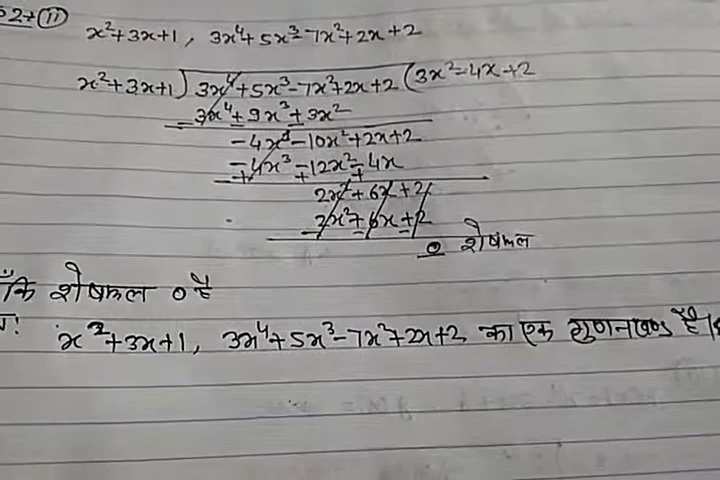 2 (ii) x²+3x+1, 3x⁴+5x³-7x²+2x+2
x²+3x+1 ) 3x⁴+5x³-7x²+2x+2 ( 3x²-4x+2
3x⁴+9x³+3x²
- - -
-4x³-10x²+2x+2
-4x³-12x²-4x
+ + +
2x²+6x+2
2x²+6x+2
- - -
0 शेषफल
कि शेषफल 0 है
x²+3x+1, 3x⁴+5x³-7x²+2x+2 का एक गुणनखण्ड है।